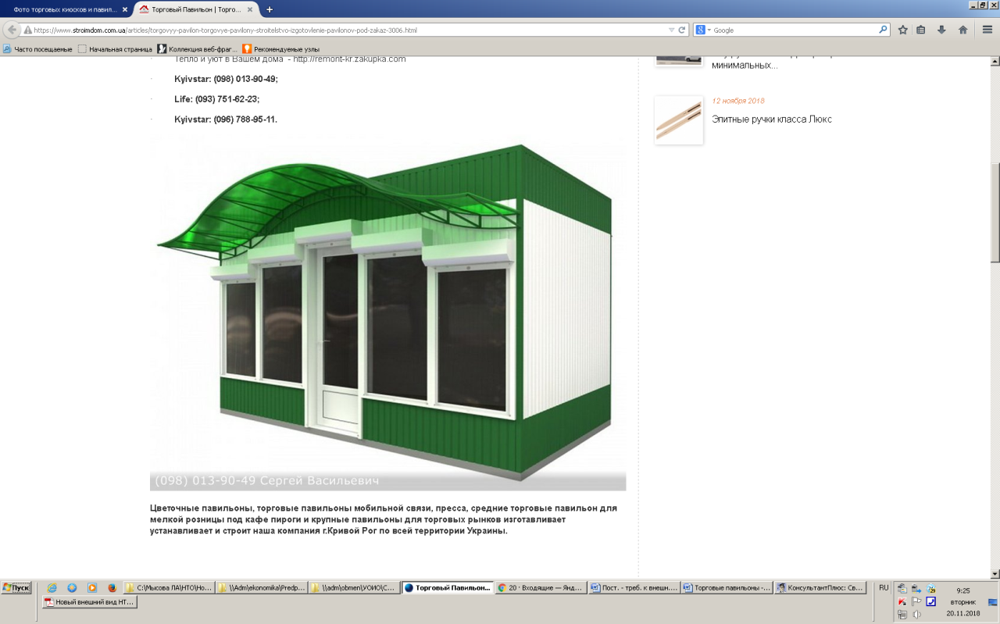 Фото торговых киосков и павил...
Торговый Павильон | Торго...
https://www.stroimdom.com.ua/articles/torgovyy-pavilon-torgovye-pavilony-stroitelstvo-izgotovlenie-pavilonov-pod-zakaz-3006.html
Google
Часто посещаемые
Начальная страница
Коллекция веб-фраг...
Рекомендуемые узлы
Тепло и уют в Вашем дома - http://remont-kr.zakupka.com
Kyivstar: (098) 013-90-49;
Life: (093) 751-62-23;
Kyivstar: (096) 788-95-11.
(098) 013-90-49 Сергей Васильевич
Цветочные павильоны, торговые павильоны мобильной связи, пресса, средние торговые павильон для
мелкой розницы под кафе пироги и крупные павильоны для торговых рынков изготавливает
устанавливает и строит наша компания г.Кривой Рог по всей территории Украины.
минимальных...
12 ноября 2018
Элитные ручки класса Люкс
Пуск
C:\Мысова ЛА\НТО\Но...
\\Adm\ekonomika\Predp...
\\adm\obmen\УОИО\С...
Торговый Павильон...
20 · Входящие — Янд...
Пост. - треб. к внешн....
Торговые павильоны -...
КонсультантПлюс: Св...
Новый внешний вид НТ...
RU
9:25
вторник
20.11.2018